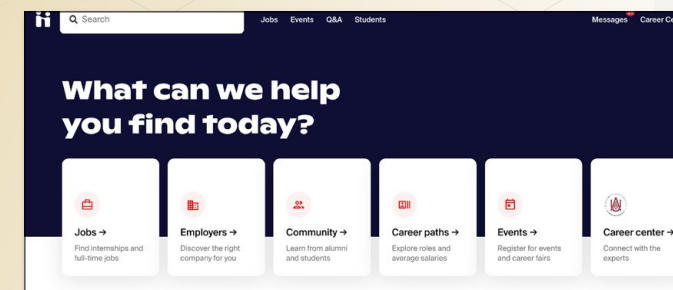 Search
Jobs Events Q&A Students
Messages Career Ce
What can we help
you find today?
Jobs →
Find internships and
full-time jobs
Employers →
Discover the right
company for you
Community →
Learn from alumni
and students
Career paths →
Explore roles and
average salaries
Events →
Register for events
and career fairs
Career center →
Connect with the
experts